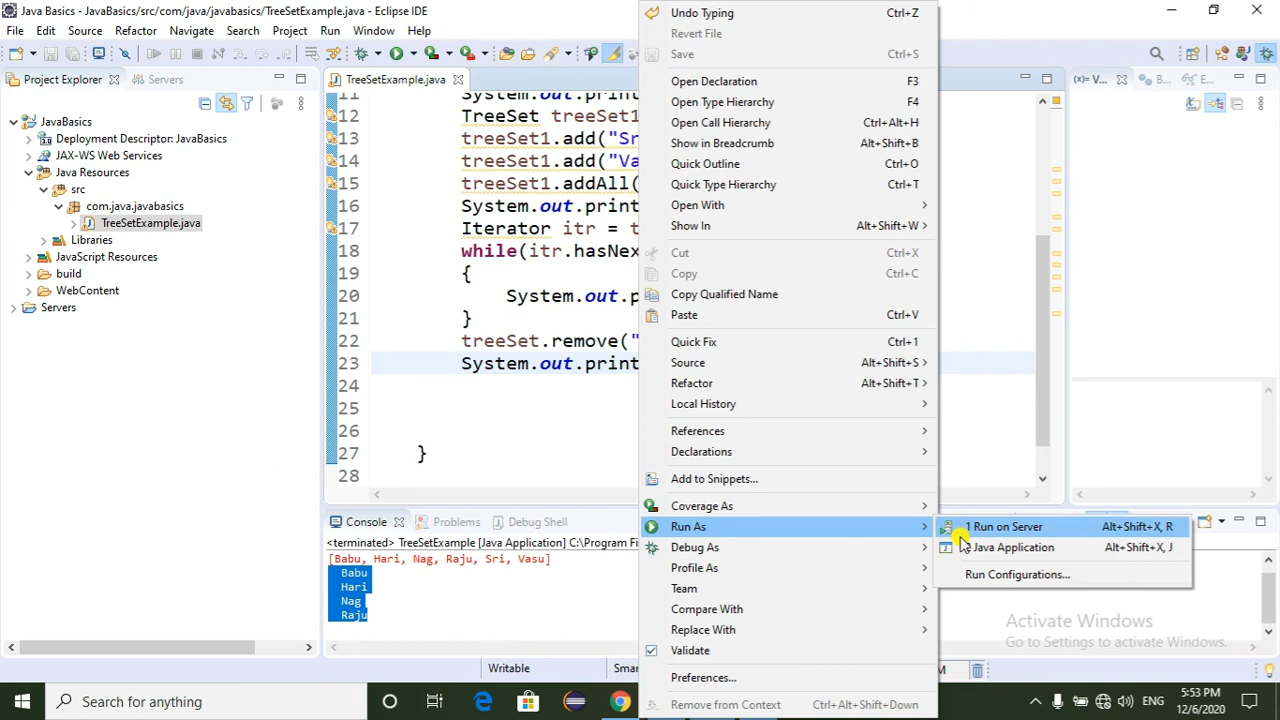 Java Basics - JavaBasics/src/com/java/javabasics/TreeSetExample.java - Eclipse IDE
File Edit Source Refactor Navigate Search Project Run Window Help
Project Explorer Servers
JavaBasics
Deployment Descriptor: JavaBasics
JAX-WS Web Services
Java Resources
src
com.java.javabasics
TreeSetExample.java
Libraries
JavaScript Resources
build
WebContent
Servers
TreeSetExample.java
11 System.out.print
12 TreeSet treeSet1
13 treeSet1.add("Sr
14 treeSet1.add("Va
15 treeSet1.addAll(
16 System.out.print
17 Iterator itr = t
18 while(itr.hasNex
19 {
20 System.out.p
21 }
22 treeSet.remove("
23 System.out.print
24
25
26
27 }
28
Undo Typing Ctrl+Z
Revert File
Save Ctrl+S
Open Declaration F3
Open Type Hierarchy F4
Open Call Hierarchy Ctrl+Alt+H
Show in Breadcrumb Alt+Shift+B
Quick Outline Ctrl+O
Quick Type Hierarchy Ctrl+T
Open With
Show In Alt+Shift+W
Cut Ctrl+X
Copy Ctrl+C
Copy Qualified Name
Paste Ctrl+V
Quick Fix Ctrl+1
Source Alt+Shift+S
Refactor Alt+Shift+T
Local History
References
Declarations
Add to Snippets...
Coverage As
Run As
Debug As
Profile As
Team
Compare With
Replace With
Validate
Preferences...
Remove from Context Ctrl+Alt+Shift+Down
1 Run on Server Alt+Shift+X, R
Java Application Alt+Shift+X, J
Run Configurations...
(x)= V... B... E...
Console Problems Debug Shell
<terminated> TreeSetExample [Java Application] C:\Program Fi
[Babu, Hari, Nag, Raju, Sri, Vasu]
Babu
Hari
Nag
Raju
Activate Windows
Go to Settings to activate Windows.
Writable Smar M
Search for anything
ENG
5:53 PM
12/6/2020